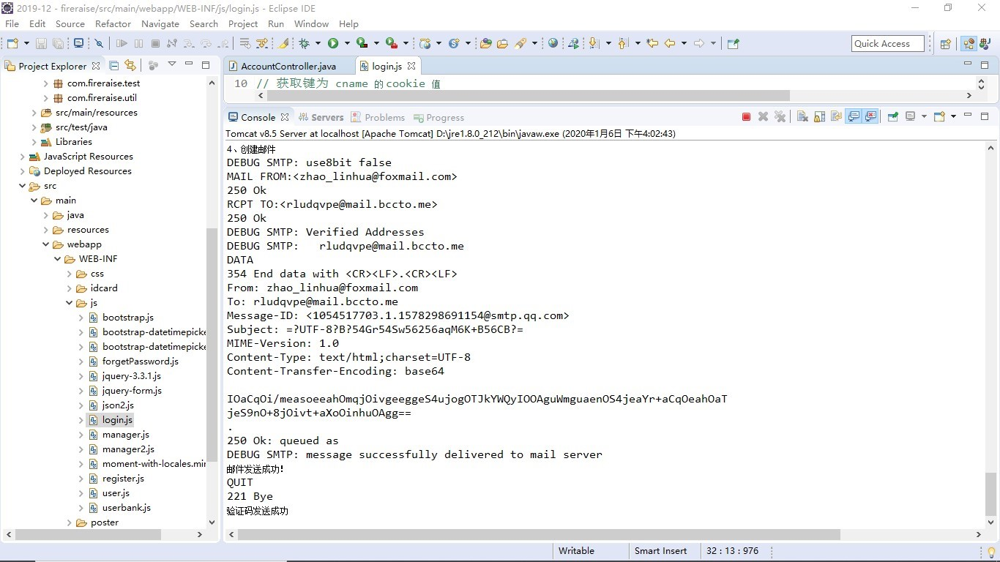 2019-12 - fireraise/src/main/webapp/WEB-INF/js/login.js - Eclipse IDE
File Edit Source Refactor Navigate Search Project Run Window Help
Quick Access
Project Explorer
com.fireraise.test
com.fireraise.util
src/main/resources
src/test/java
Libraries
JavaScript Resources
Deployed Resources
src
main
java
resources
webapp
WEB-INF
css
idcard
js
bootstrap.js
bootstrap-datetimepicke
bootstrap-datetimepicke
forgetPassword.js
jquery-3.3.1.js
jquery-form.js
json2.js
login.js
manager.js
manager2.js
moment-with-locales.min
register.js
user.js
userbank.js
poster
AccountController.java login.js
10 // 获取键为 cname 的cookie 值
Console Servers Problems Progress
Tomcat v8.5 Server at localhost [Apache Tomcat] D:\jre1.8.0_212\bin\javaw.exe (2020年1月6日 下午4:02:43)
4、创建邮件
DEBUG SMTP: use8bit false
MAIL FROM:<zhao_linhua@foxmail.com>
250 Ok
RCPT TO:<rludqvpe@mail.bccto.me>
250 Ok
DEBUG SMTP: Verified Addresses
DEBUG SMTP:   rludqvpe@mail.bccto.me
DATA
354 End data with <CR><LF>.<CR><LF>
From: zhao_linhua@foxmail.com
To: rludqvpe@mail.bccto.me
Message-ID: <1054517703.1.1578298691154@smtp.qq.com>
Subject: =?UTF-8?B?54Gr54Sw56256aqM6K+B56CB?=
MIME-Version: 1.0
Content-Type: text/html;charset=UTF-8
Content-Transfer-Encoding: base64
IOaCqOi/measoeeahOmqjOivgeeggeS4ujogOTJkYWQyIOOAguWmguaenOS4jeaYr+aCqOeahOaT
jeS9nO+8jOivt+aXoOinhuOAgg==
.
250 Ok: queued as
DEBUG SMTP: message successfully delivered to mail server
邮件发送成功!
QUIT
221 Bye
验证码发送成功
Writable Smart Insert 32 : 13 : 976